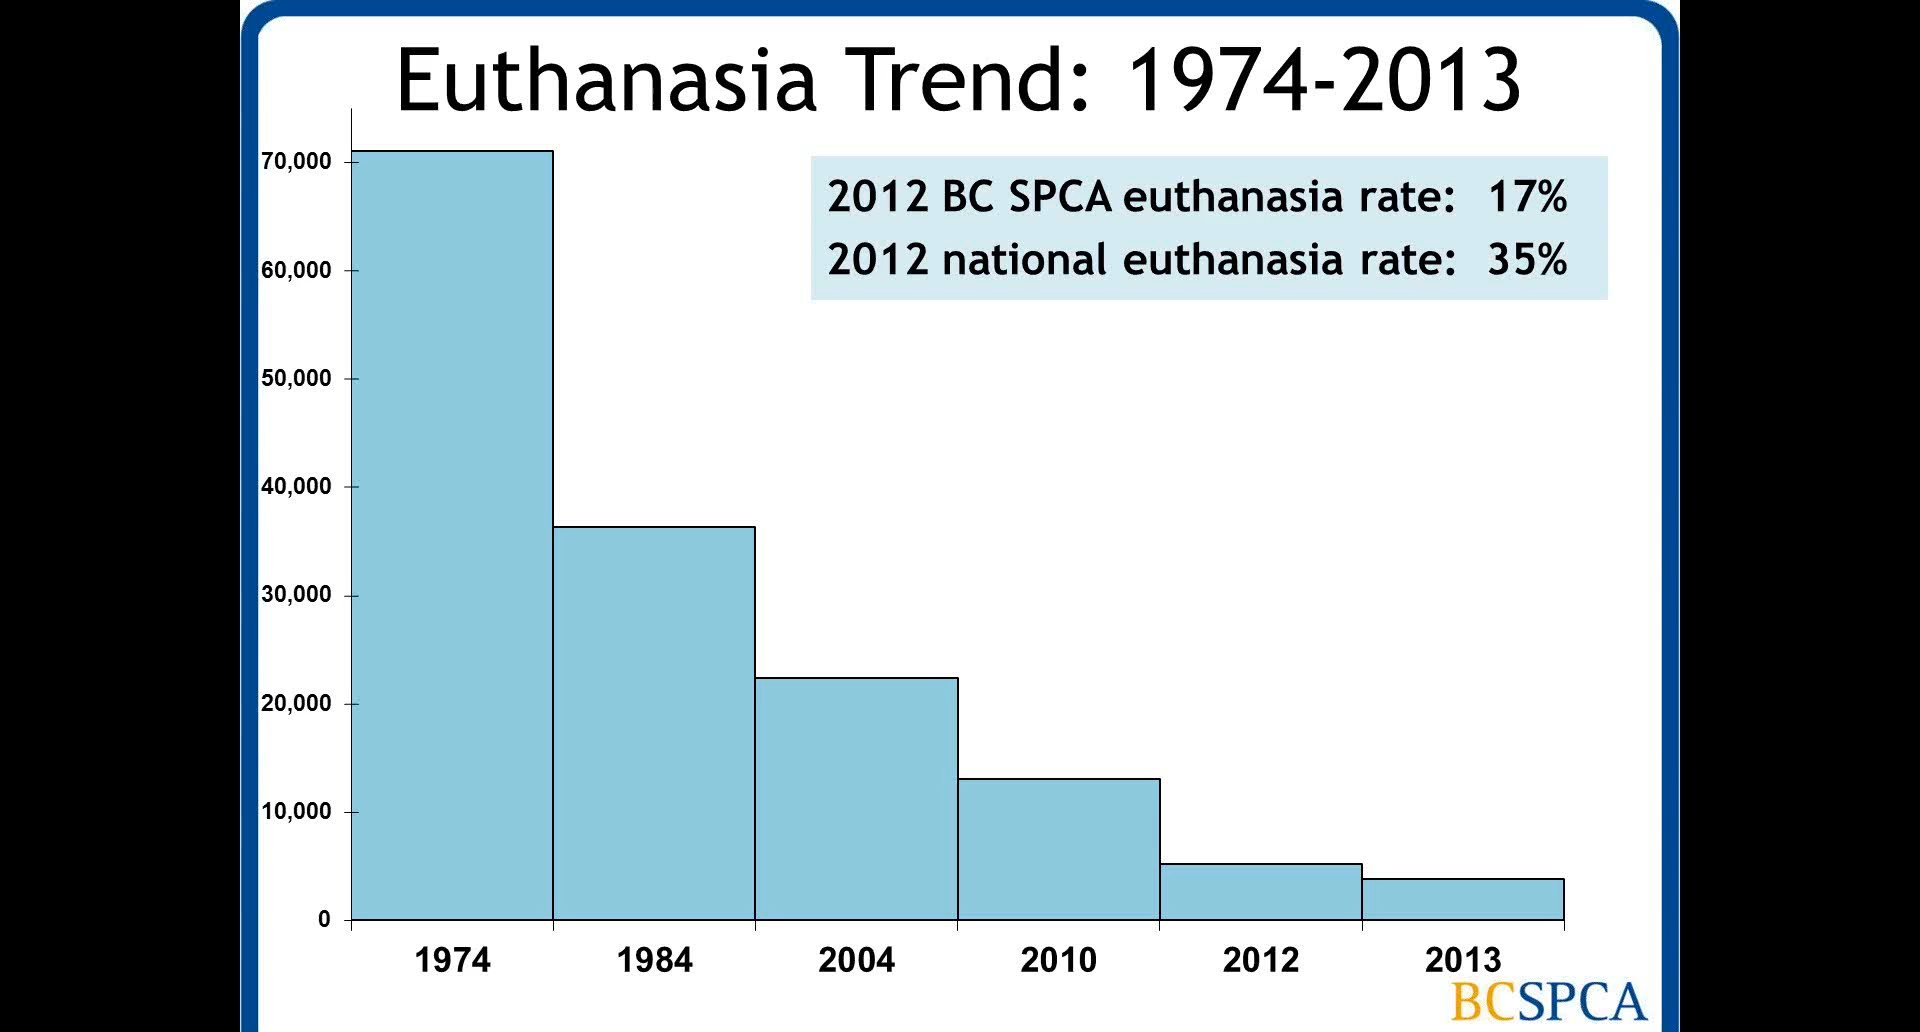 Euthanasia Trend: 1974-2013
2012 BC SPCA euthanasia rate: 17%
2012 national euthanasia rate: 35%
70,000
60,000
50,000
40,000
30,000
20,000
10,000
0
1974 1984 2004 2010 2012 2013
BCSPCA